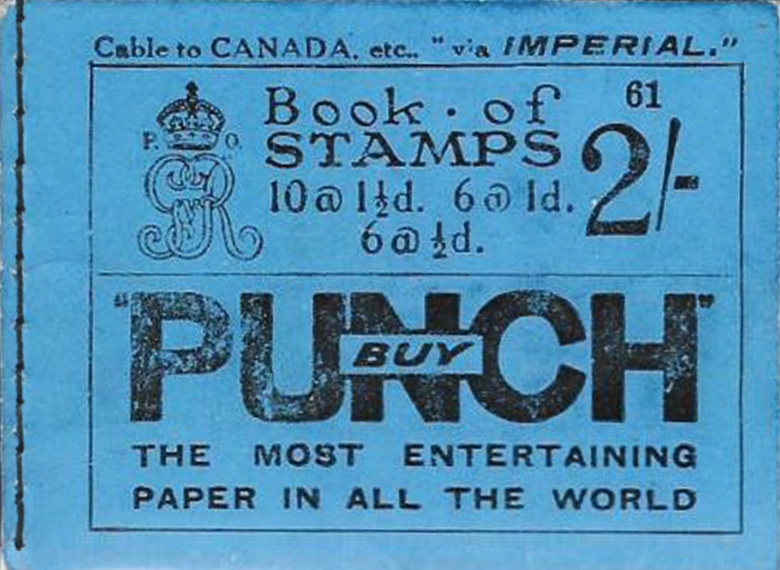 Cable to CANADA, etc., "via IMPERIAL."
P. O.
GR
Book · of 61
STAMPS 2/-
10@1½d. 6@1d.
6@½d.
"PUNCH"
BUY
THE MOST ENTERTAINING
PAPER IN ALL THE WORLD